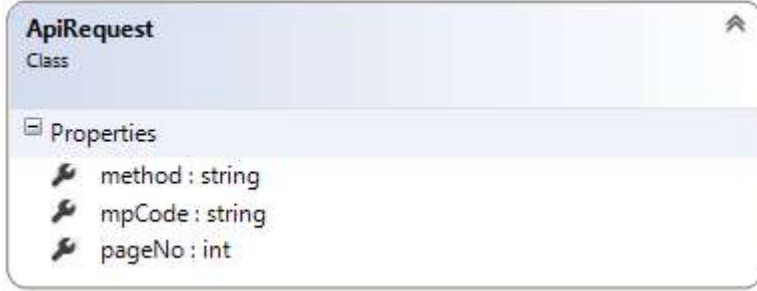 ApiRequest
Class
Properties
method : string
mpCode : string
pageNo : int